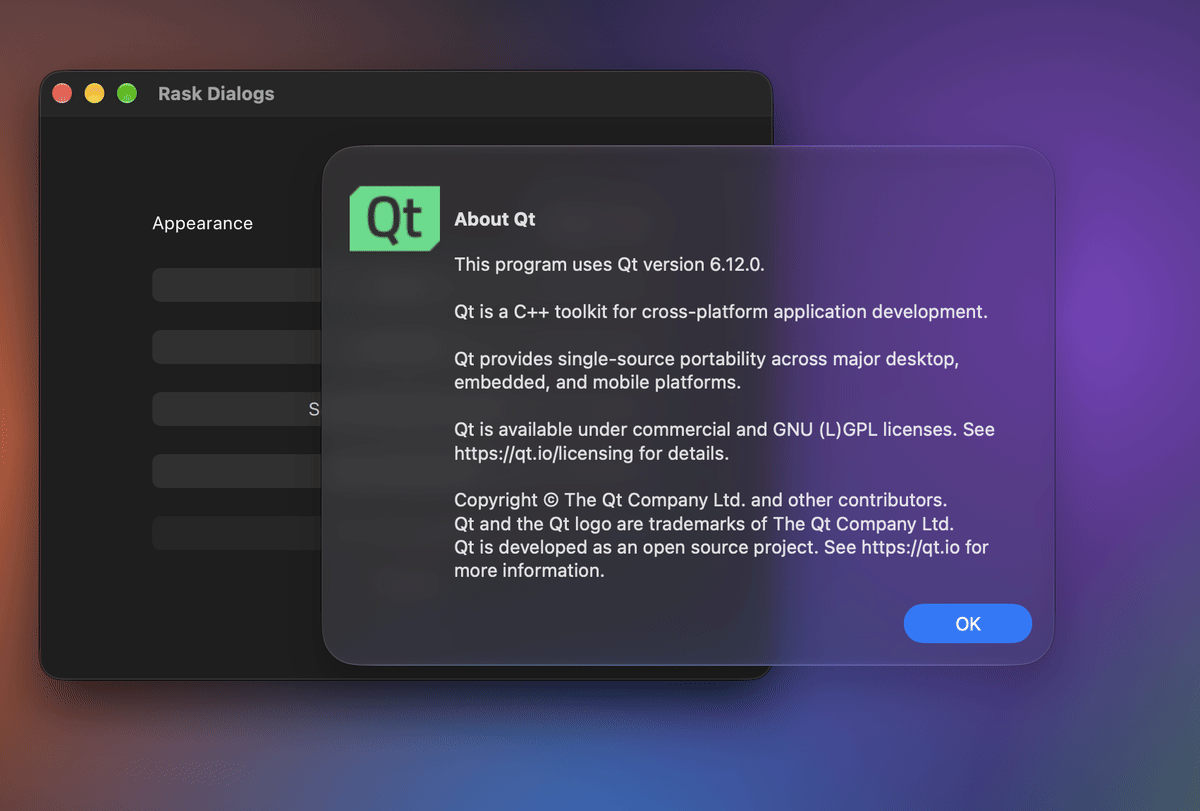 Rask Dialogs
Appearance
S
Qt
About Qt
This program uses Qt version 6.12.0.
Qt is a C++ toolkit for cross-platform application development.
Qt provides single-source portability across major desktop,
embedded, and mobile platforms.
Qt is available under commercial and GNU (L)GPL licenses. See
https://qt.io/licensing for details.
Copyright © The Qt Company Ltd. and other contributors.
Qt and the Qt logo are trademarks of The Qt Company Ltd.
Qt is developed as an open source project. See https://qt.io for
more information.
OK